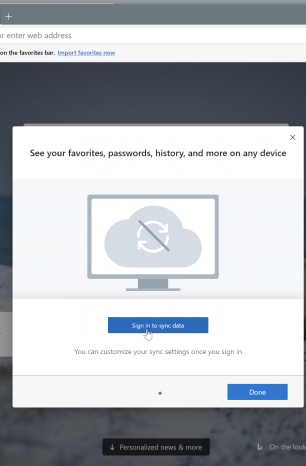 or enter web address
on the favorites bar. Import favorites now
See your favorites, passwords, history, and more on any device
Sign in to sync data
You can customize your sync settings once you sign in
Done
Personalized news & more
On the look